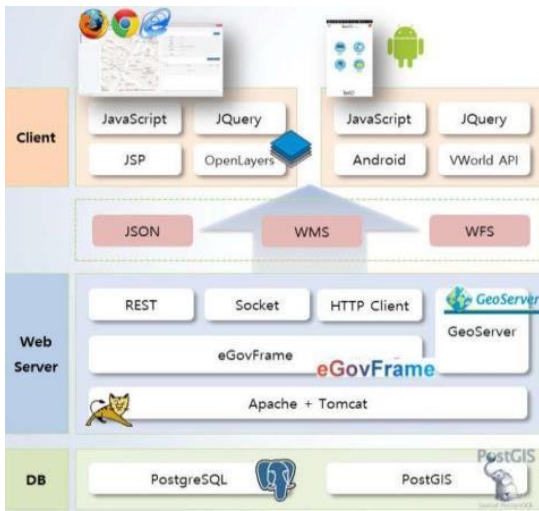 Client
JavaScript
JQuery
JSP
OpenLayers
JavaScript
JQuery
Android
VWorld API
JSON
WMS
WFS
Web
Server
REST
Socket
HTTP Client
GeoServer
GeoServer
eGovFrame
eGovFrame
Apache + Tomcat
DB
PostgreSQL
PostGIS
PostGIS